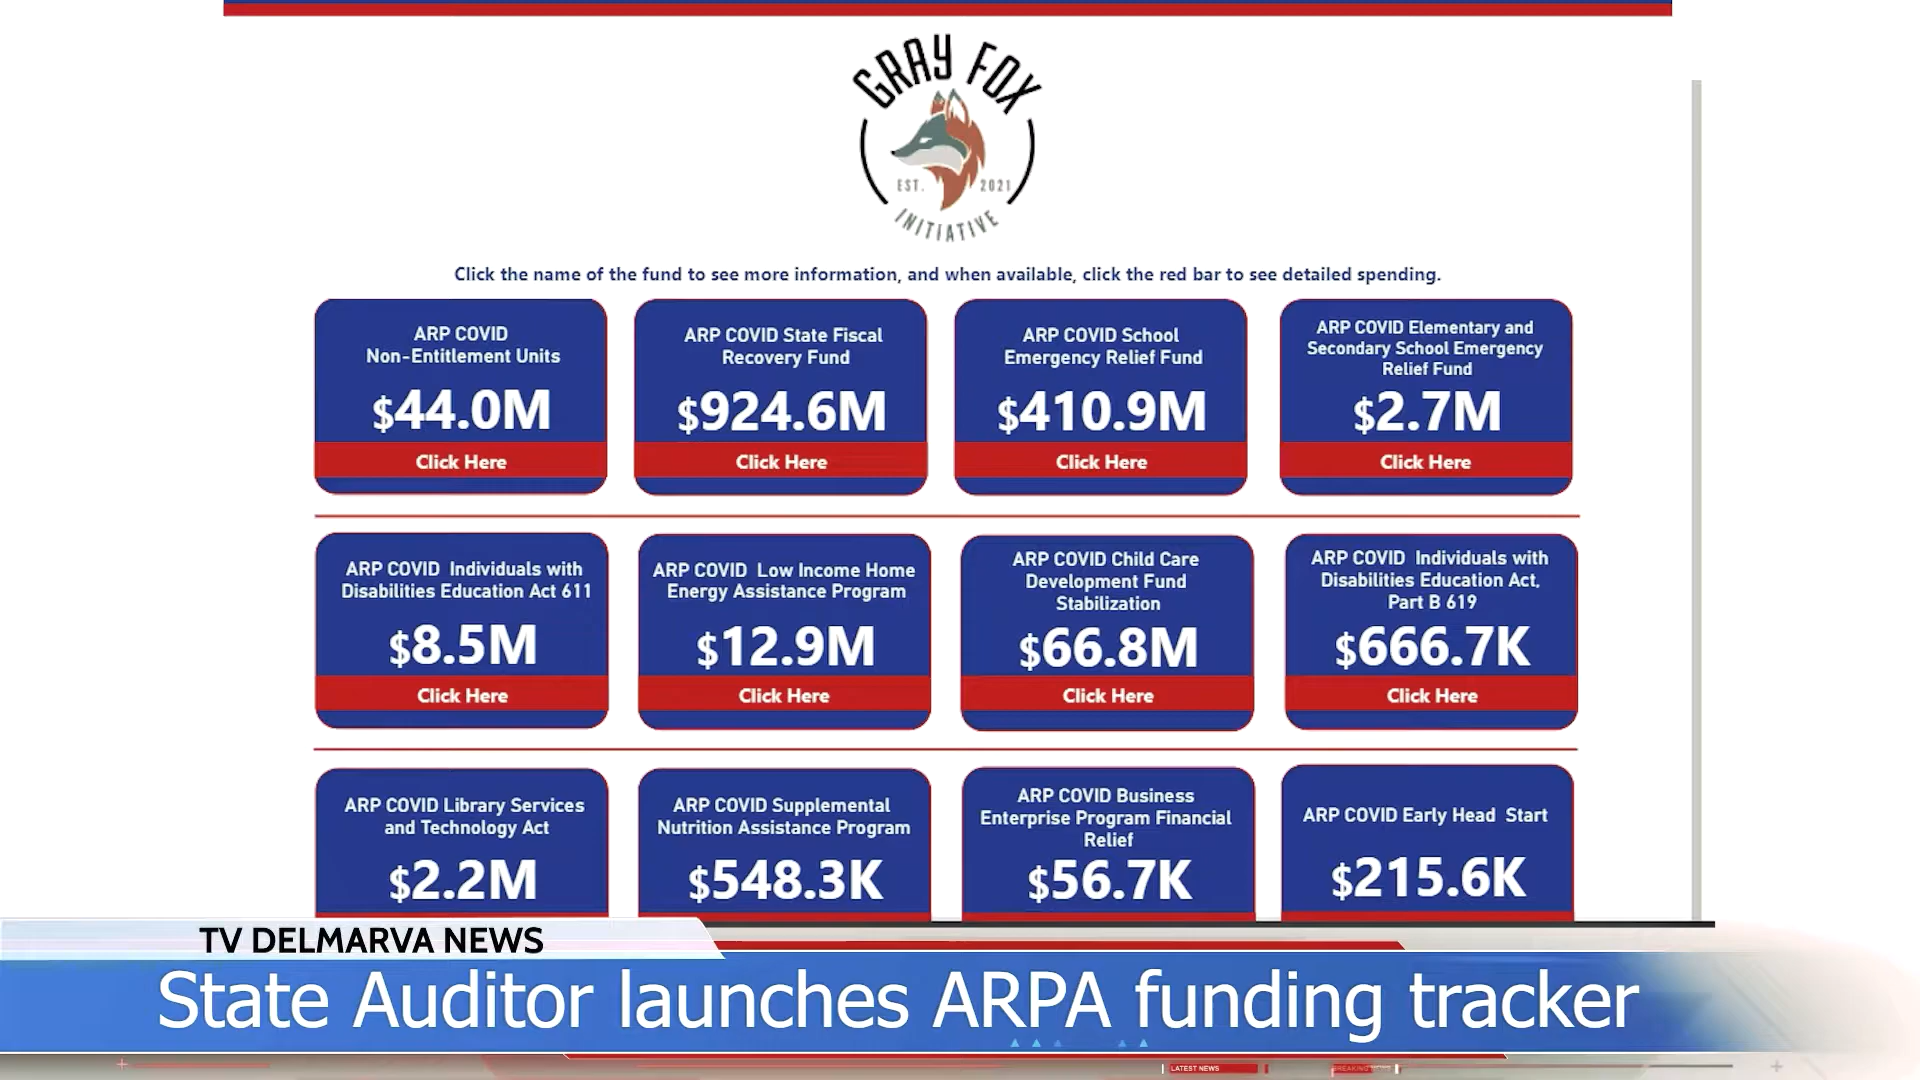 GRAY FOX
EST. 2021
INITIATIVE
Click the name of the fund to see more information, and when available, click the red bar to see detailed spending.
ARP COVID
Non-Entitlement Units
$44.0M
Click Here
ARP COVID State Fiscal
Recovery Fund
$924.6M
Click Here
ARP COVID School
Emergency Relief Fund
$410.9M
Click Here
ARP COVID Elementary and
Secondary School Emergency
Relief Fund
$2.7M
Click Here
ARP COVID Individuals with
Disabilities Education Act 611
$8.5M
Click Here
ARP COVID Low Income Home
Energy Assistance Program
$12.9M
Click Here
ARP COVID Child Care
Development Fund
Stabilization
$66.8M
Click Here
ARP COVID Individuals with
Disabilities Education Act,
Part B 619
$666.7K
Click Here
ARP COVID Library Services
and Technology Act
$2.2M
ARP COVID Supplemental
Nutrition Assistance Program
$548.3K
ARP COVID Business
Enterprise Program Financial
Relief
$56.7K
ARP COVID Early Head Start
$215.6K
TV DELMARVA NEWS
State Auditor launches ARPA funding tracker
LATEST NEWS
BREAKING NEWS